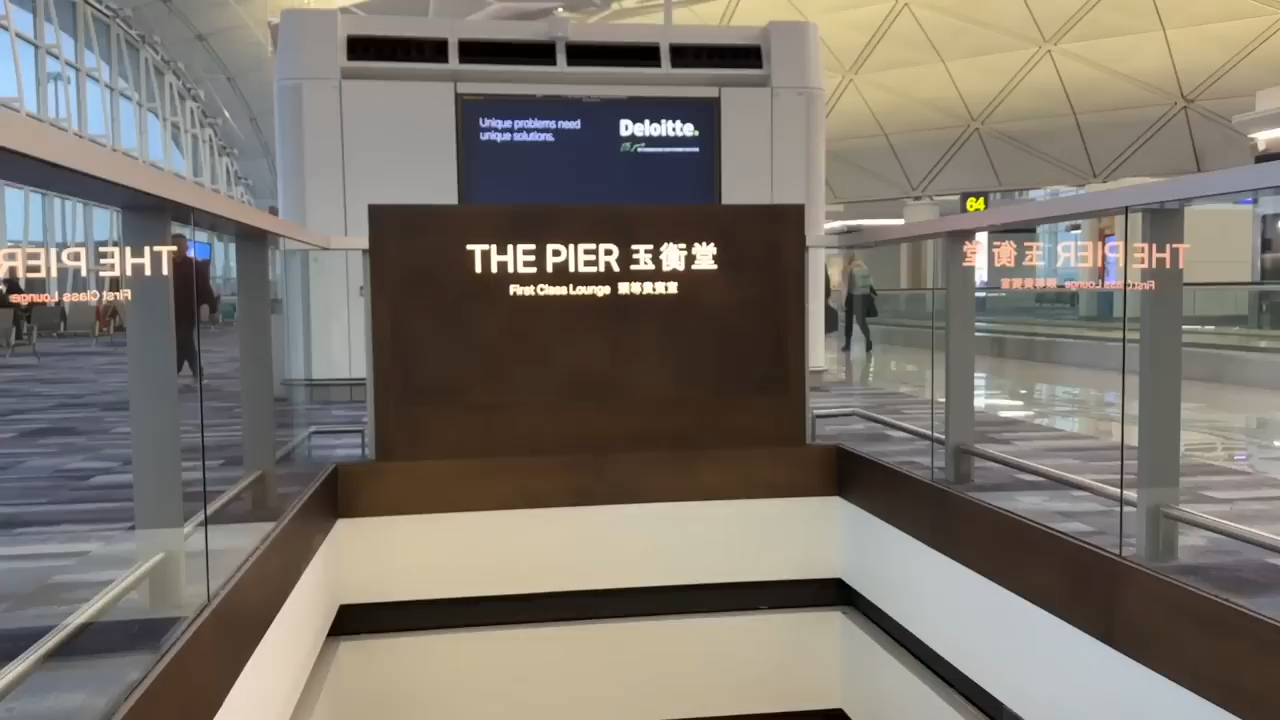 Unique problems need
unique solutions.
Deloitte.
64
THE PIER 玉衡堂
First Class Lounge 頭等貴賓室